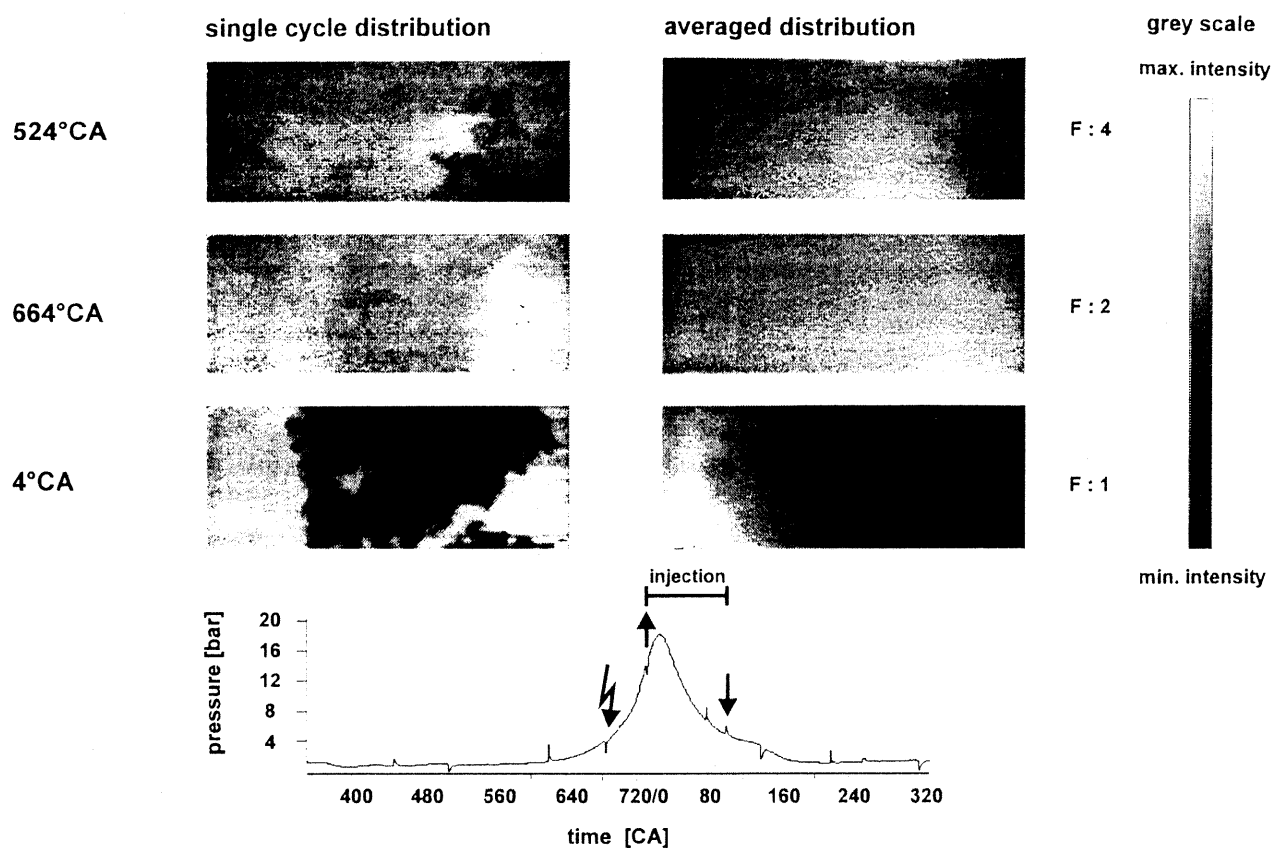 single cycle distribution
averaged distribution
grey scale
max. intensity
524°CA
F : 4
664°CA
F : 2
4°CA
F : 1
min. intensity
injection
pressure [bar]
20
16
12
8
4
400 480 560 640 720/0 80 160 240 320
time [CA]